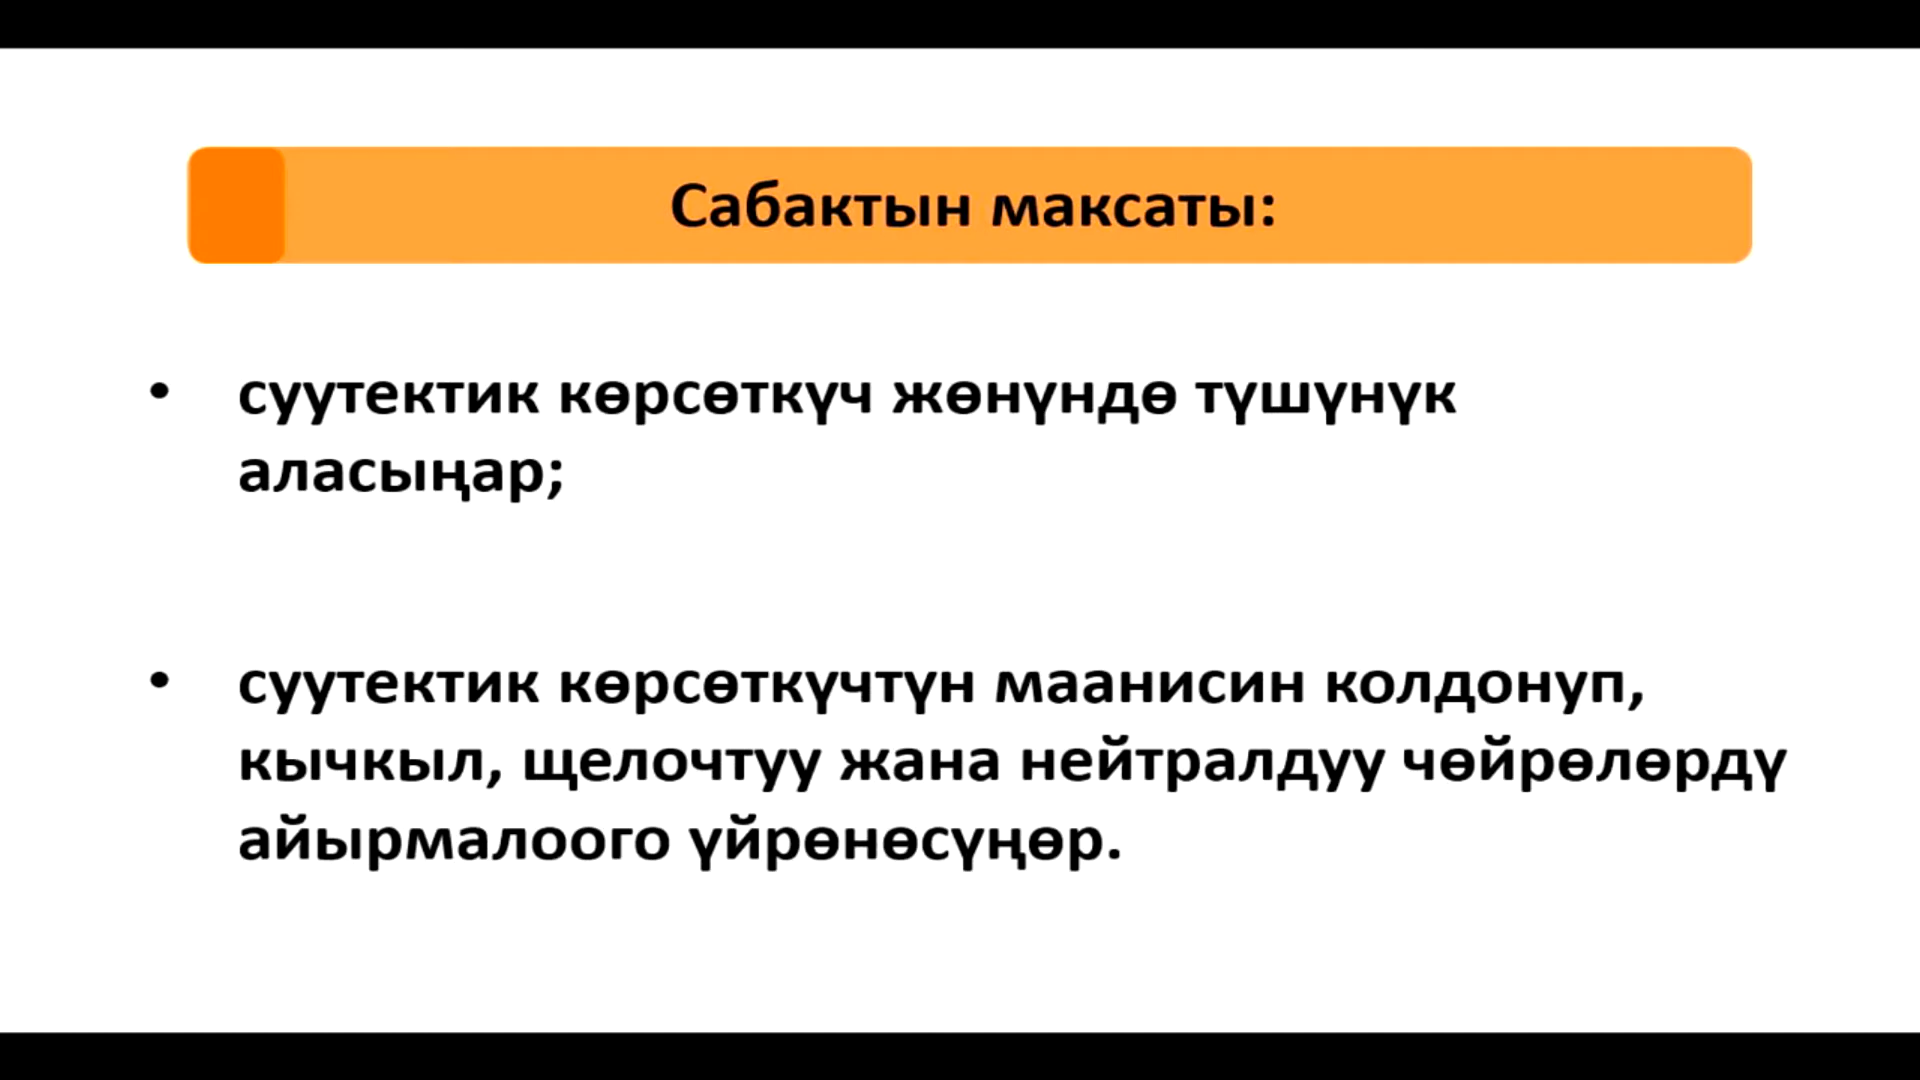 Сабактын максаты:
• суутектик көрсөткүч жөнүндө түшүнүк
аласыңар;
• суутектик көрсөткүчтүн маанисин колдонуп,
кычкыл, щелочтуу жана нейтралдуу чөйрөлөрдү
айырмалоого үйрөнөсүңөр.